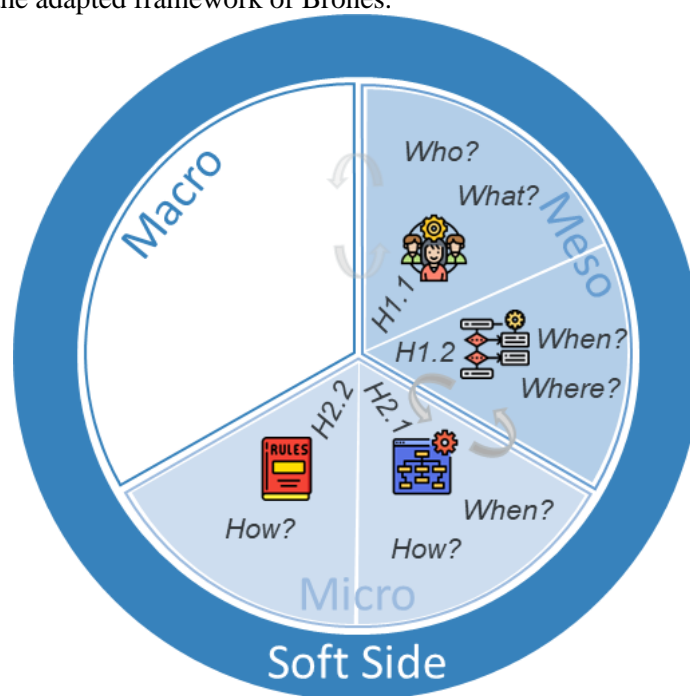 the adapted framework of Brones.
Macro
Who?
What?
Meso
H1.1
H1.2
When?
Where?
H2.2
H2.1
RULES
How?
When?
How?
Micro
Soft Side